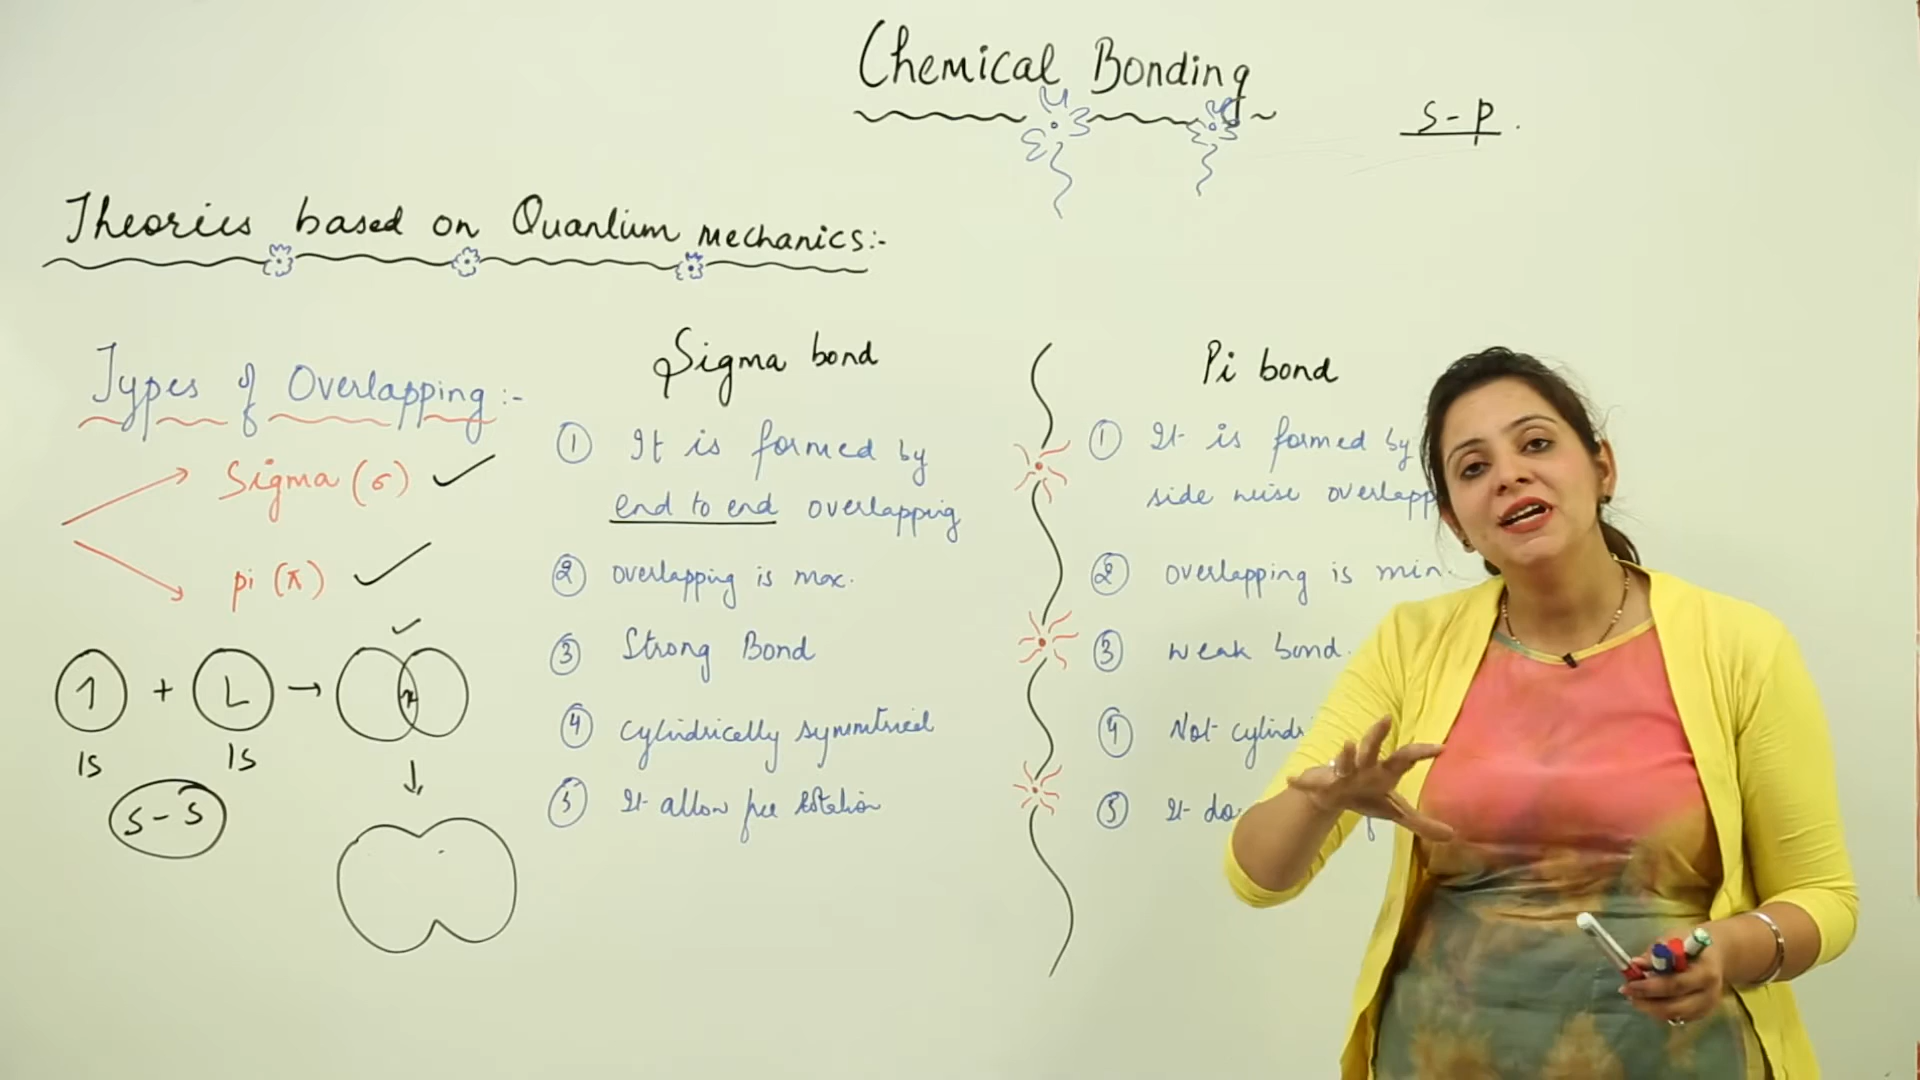 Chemical Bonding
s - p .
Theories based on Quantum mechanics:-
Types of Overlapping:-
Sigma (σ)
pi (π)
1 + L →
1s 1s
s - s
Sigma bond
① It is formed by
end to end overlapping
② overlapping is max.
③ Strong Bond
④ cylindrically symmetrical
⑤ It allow free rotation
Pi bond
① It is formed by
side wise overlapp
② overlapping is min.
③ weak bond.
④ Not cylindri
⑤ It do